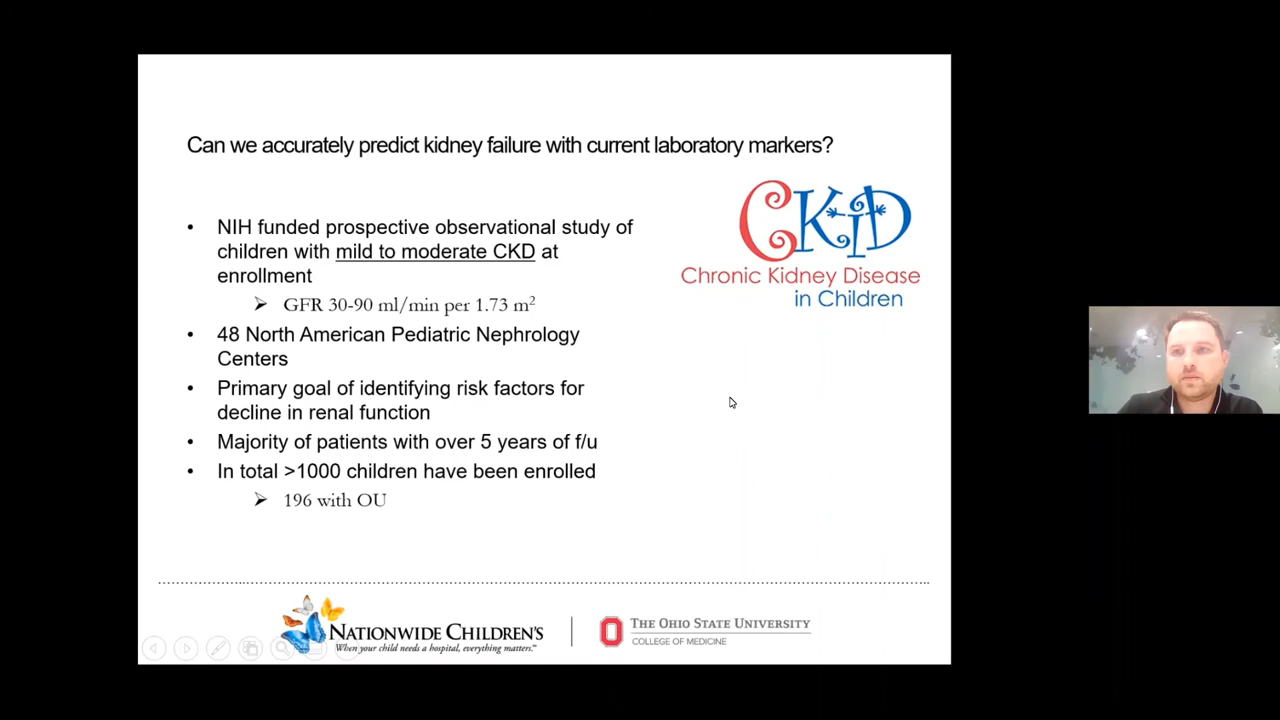 Can we accurately predict kidney failure with current laboratory markers?
• NIH funded prospective observational study of
children with mild to moderate CKD at
enrollment
➢ GFR 30-90 ml/min per 1.73 m²
• 48 North American Pediatric Nephrology
Centers
• Primary goal of identifying risk factors for
decline in renal function
• Majority of patients with over 5 years of f/u
• In total >1000 children have been enrolled
➢ 196 with OU
CKiD
Chronic Kidney Disease
in Children
NATIONWIDE CHILDREN'S
When your child needs a hospital, everything matters.™
THE OHIO STATE UNIVERSITY
COLLEGE OF MEDICINE